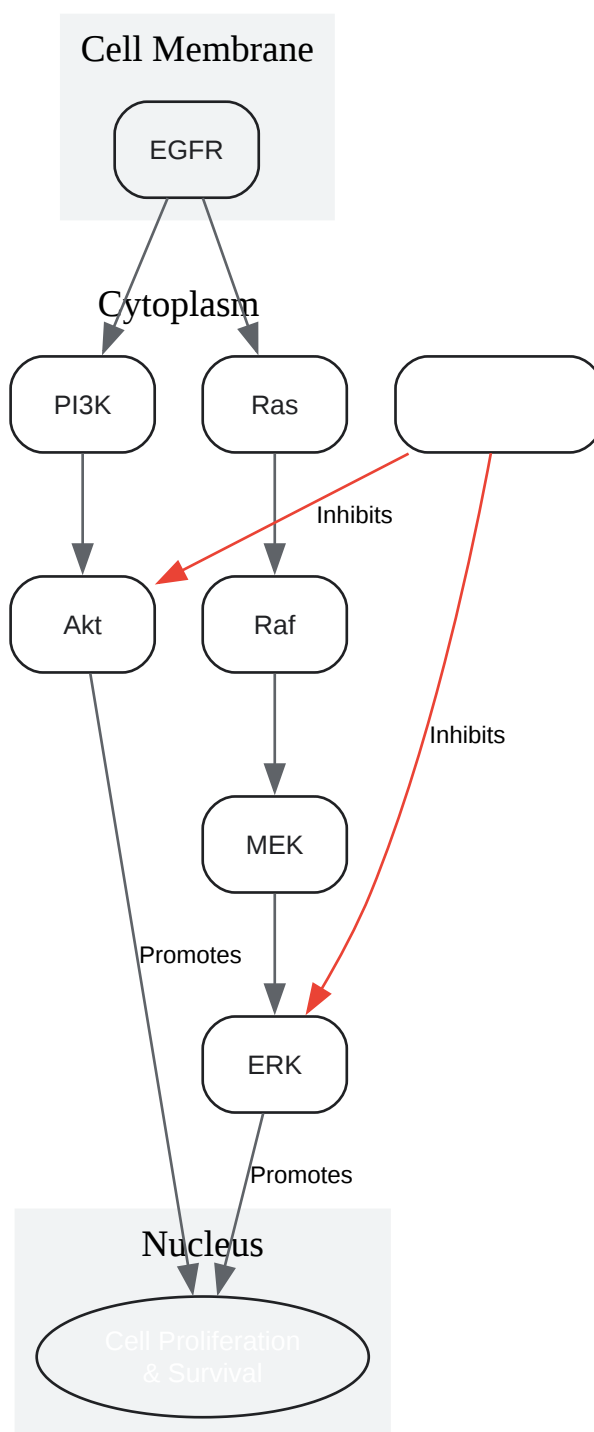 Cell Membrane
EGFR
Cytoplasm
PI3K
Ras
Inhibits
Akt
Raf
Inhibits
MEK
Promotes
ERK
Promotes
Nucleus
Cell Proliferation
& Survival